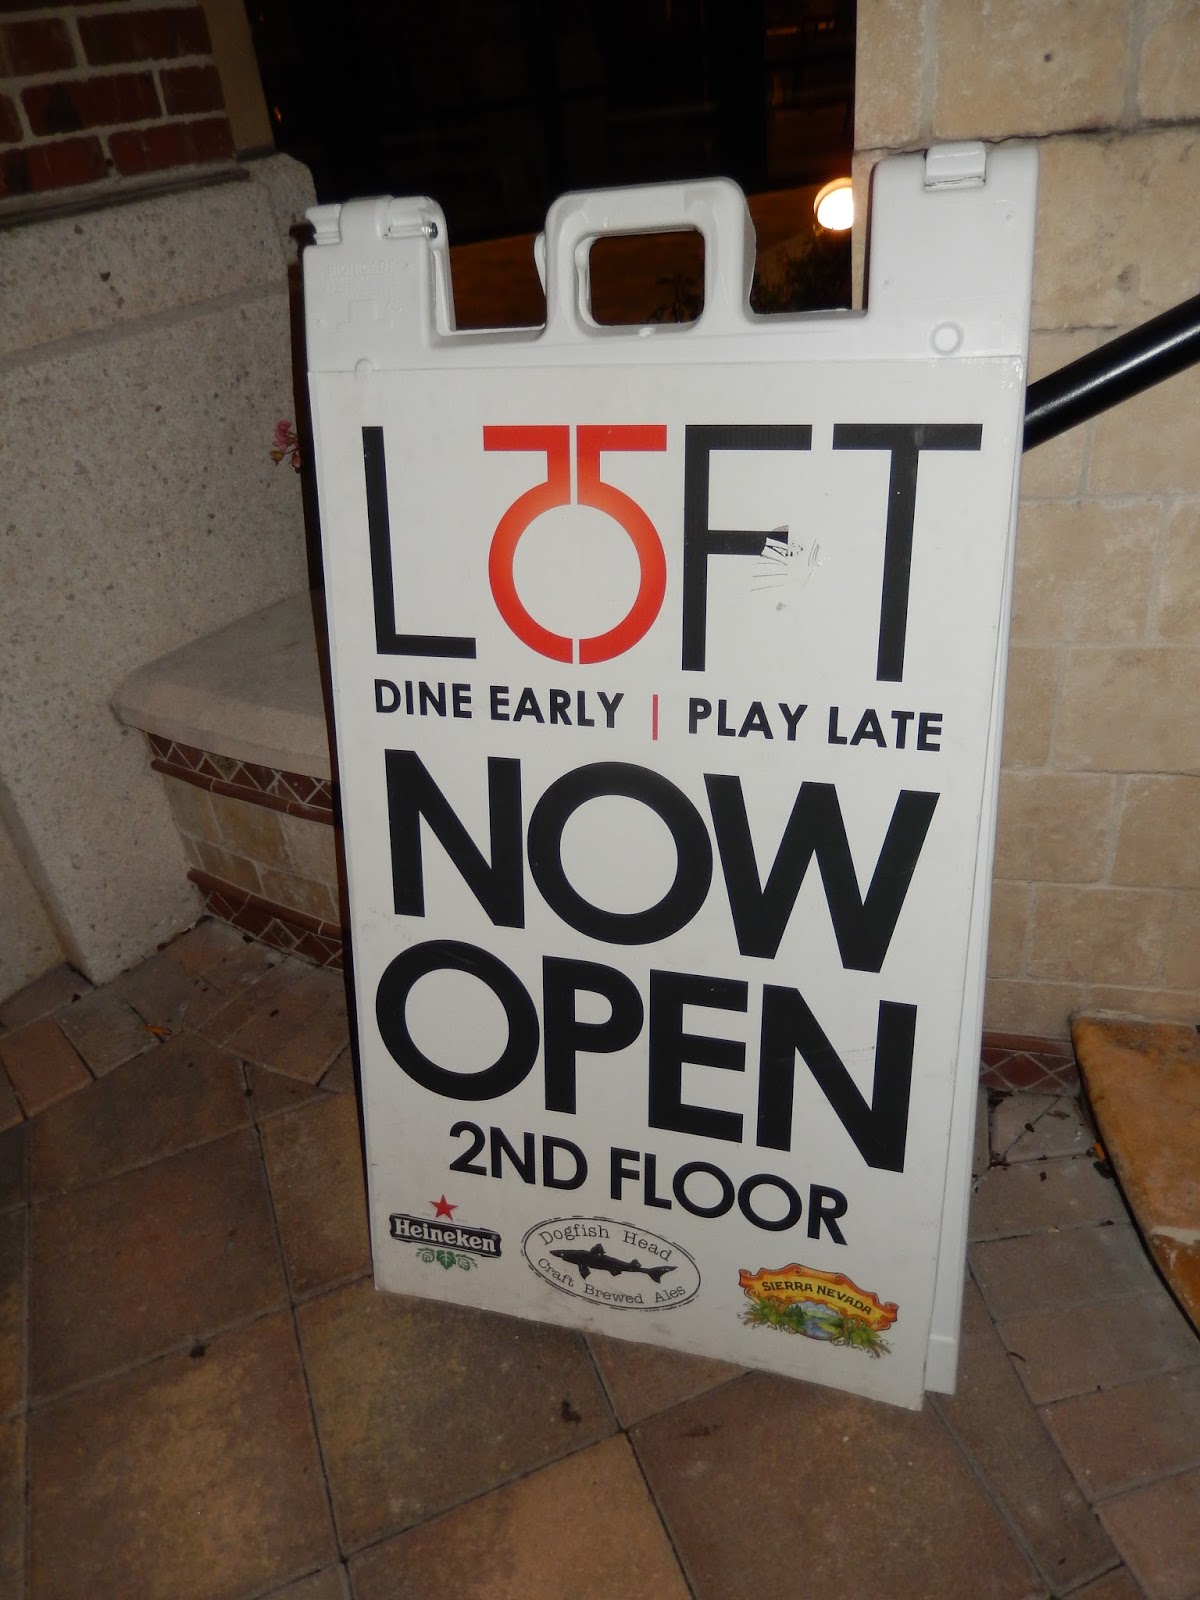 LOFT
DINE EARLY | PLAY LATE
NOW
OPEN
2ND FLOOR
Heineken
Dogfish Head
Craft Brewed Ales
SIERRA NEVADA